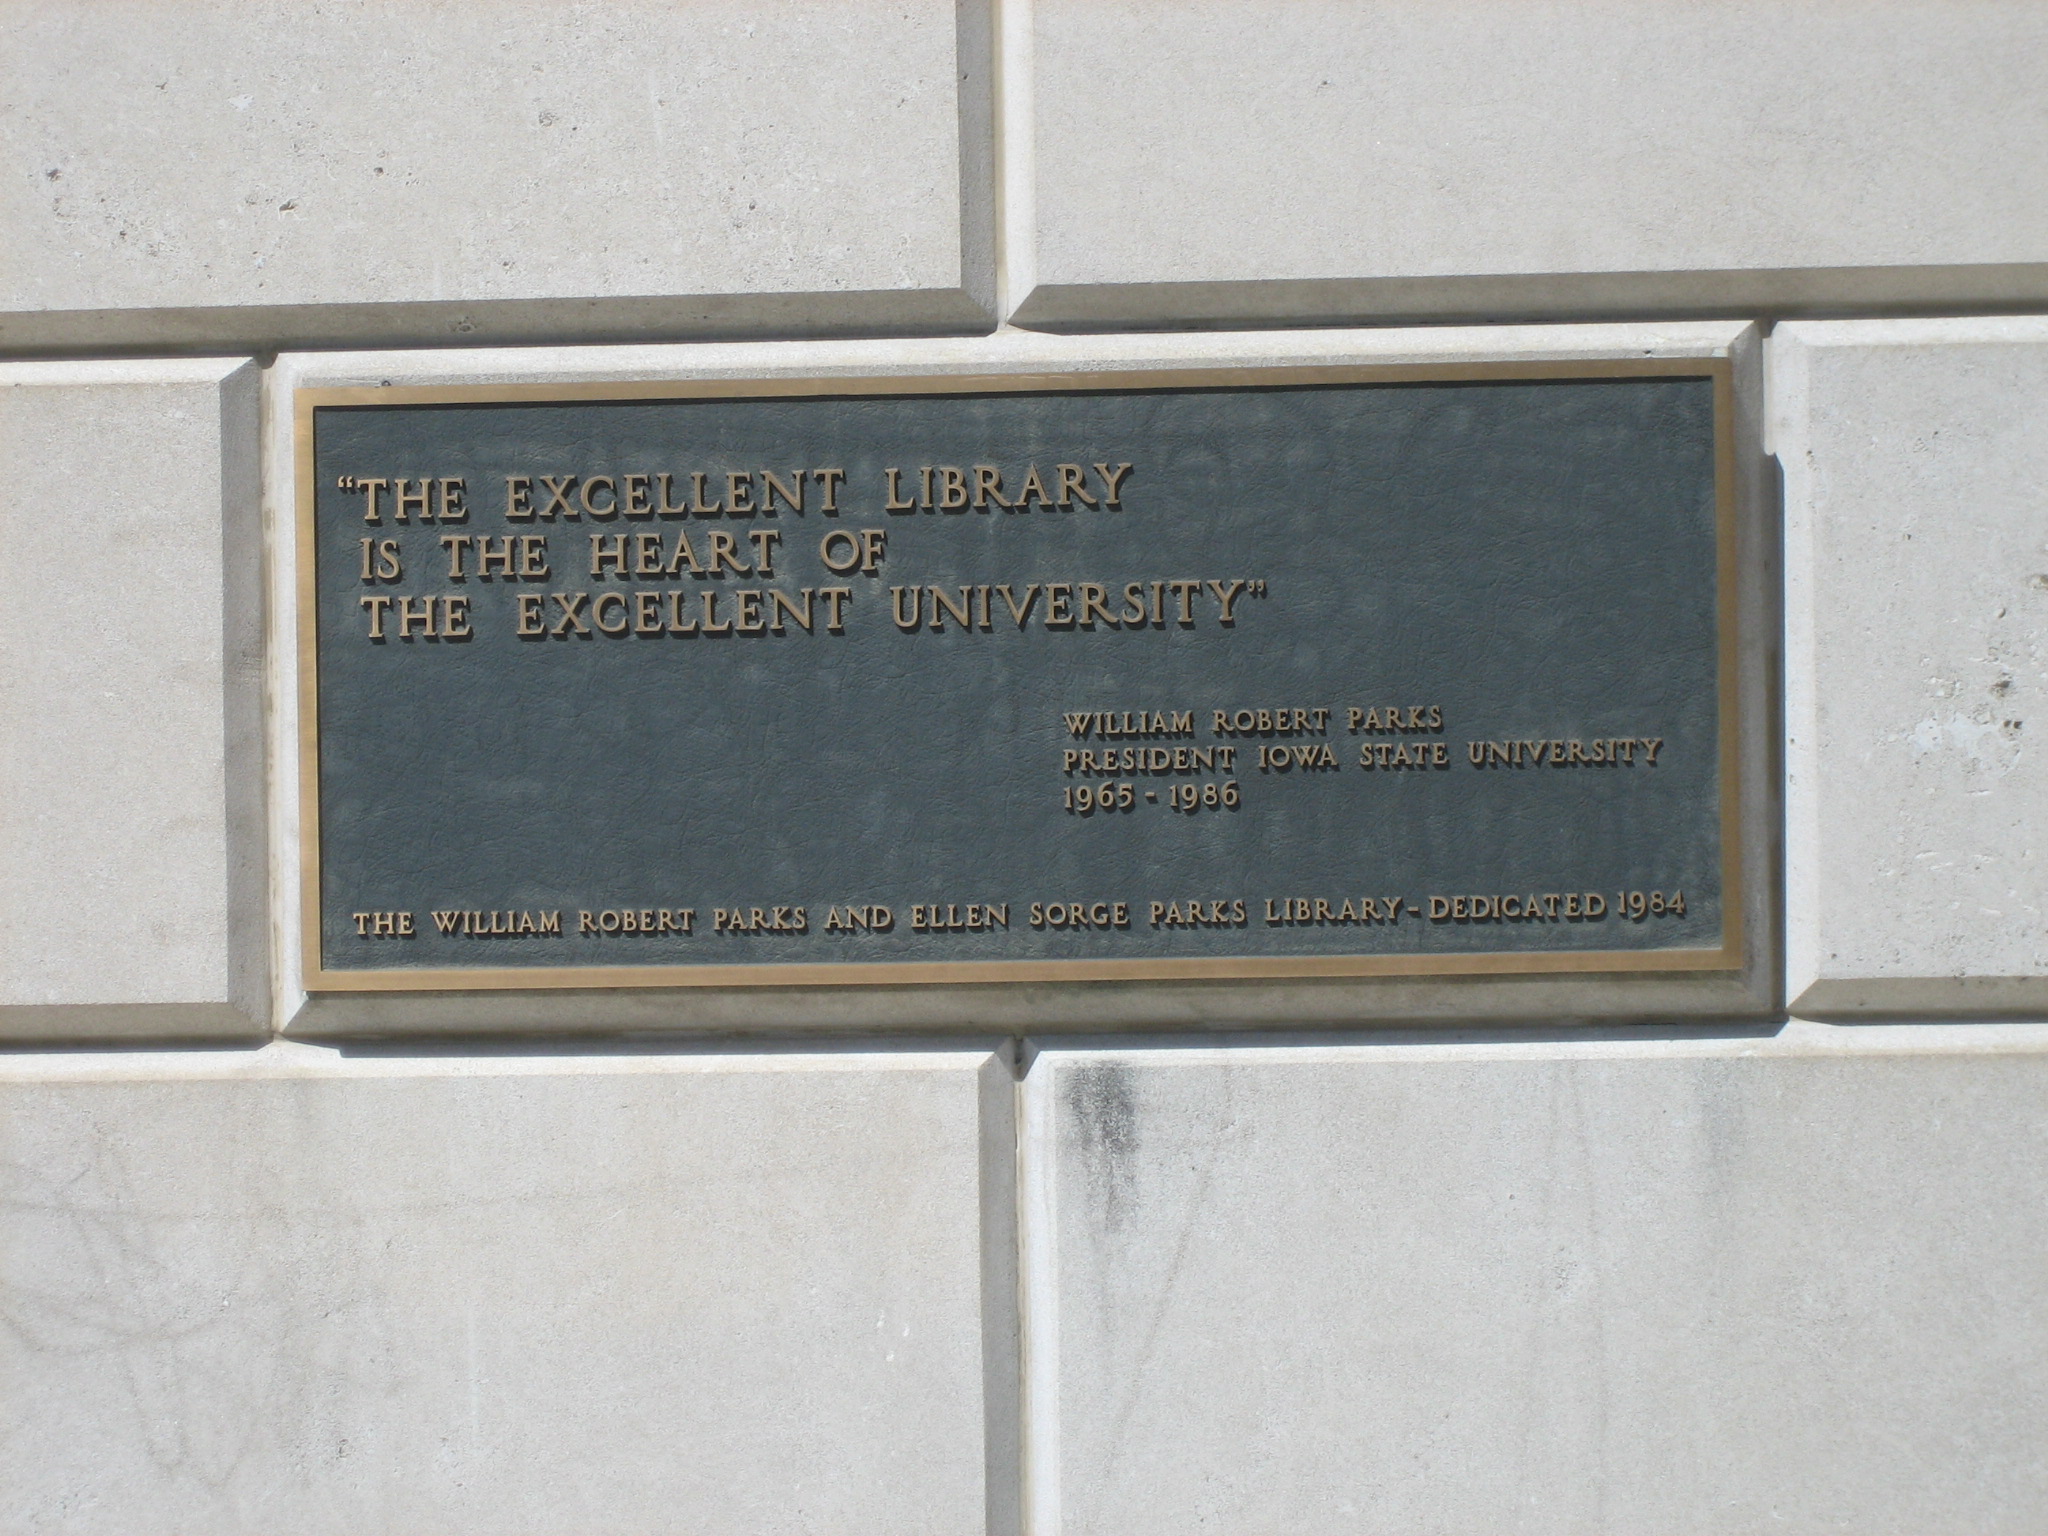 “THE EXCELLENT LIBRARY
IS THE HEART OF
THE EXCELLENT UNIVERSITY”
WILLIAM ROBERT PARKS
PRESIDENT IOWA STATE UNIVERSITY
1965 - 1986
THE WILLIAM ROBERT PARKS AND ELLEN SORGE PARKS LIBRARY - DEDICATED 1984